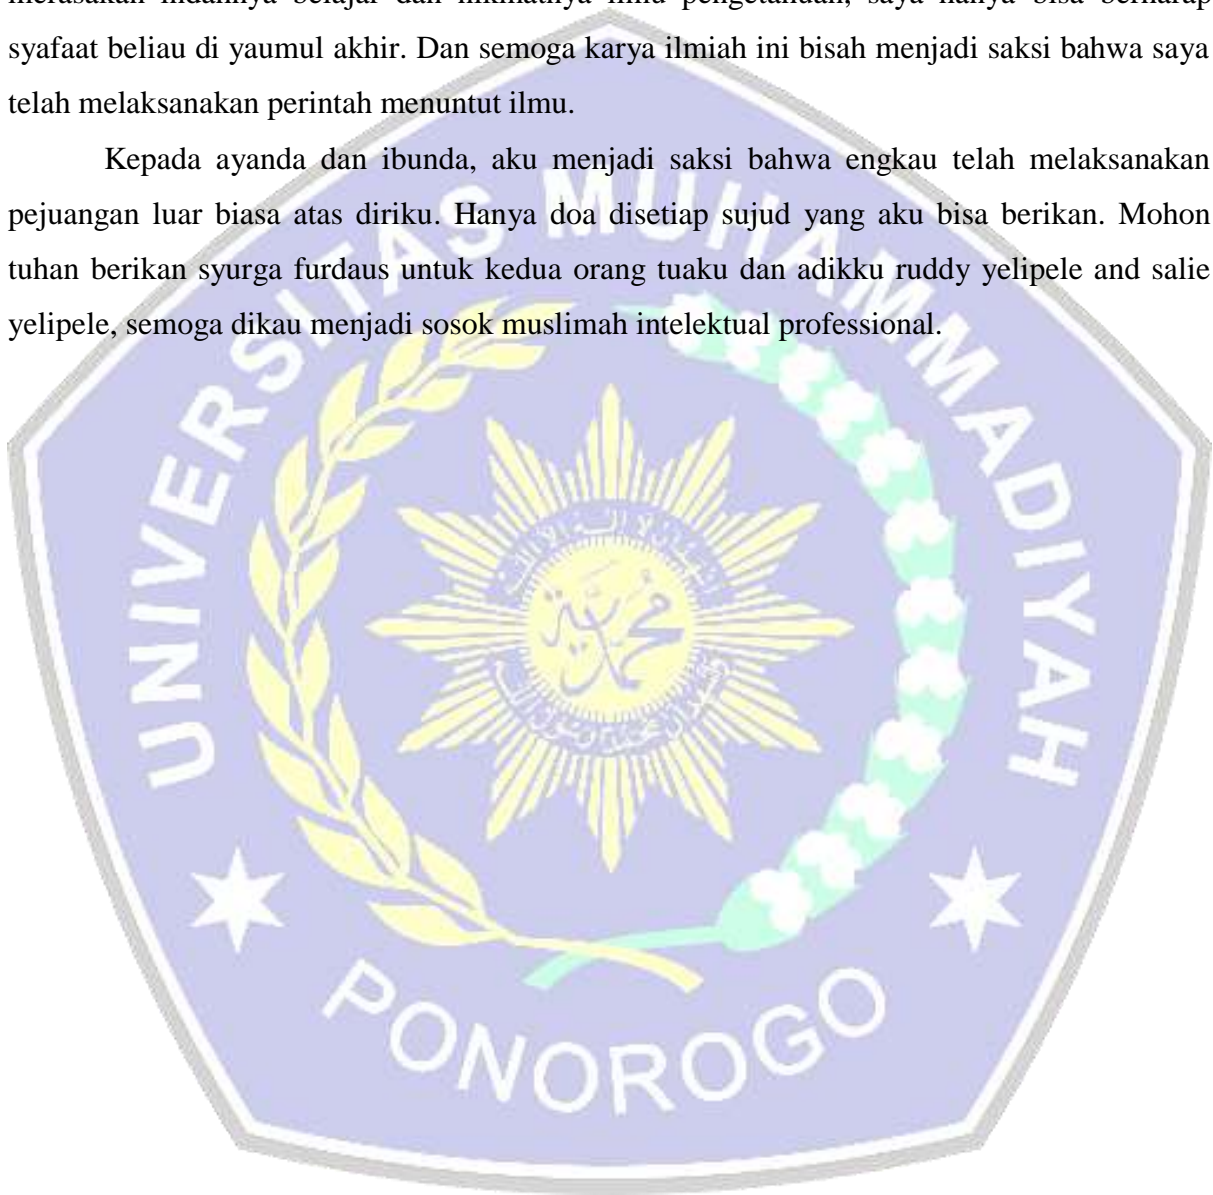 merasakan indahnya belajar dan nikmatnya ilmu pengetahuan, saya hanya bisa berharap
syafaat beliau di yaumul akhir. Dan semoga karya ilmiah ini bisah menjadi saksi bahwa saya
telah melaksanakan perintah menuntut ilmu.
Kepada ayanda dan ibunda, aku menjadi saksi bahwa engkau telah melaksanakan
pejuangan luar biasa atas diriku. Hanya doa disetiap sujud yang aku bisa berikan. Mohon
tuhan berikan syurga furdaus untuk kedua orang tuaku dan adikku ruddy yelipele and salie
yelipele, semoga dikau menjadi sosok muslimah intelektual professional.
UNIVERSITAS MUHAMMADIYAH
PONOROGO
محمدية